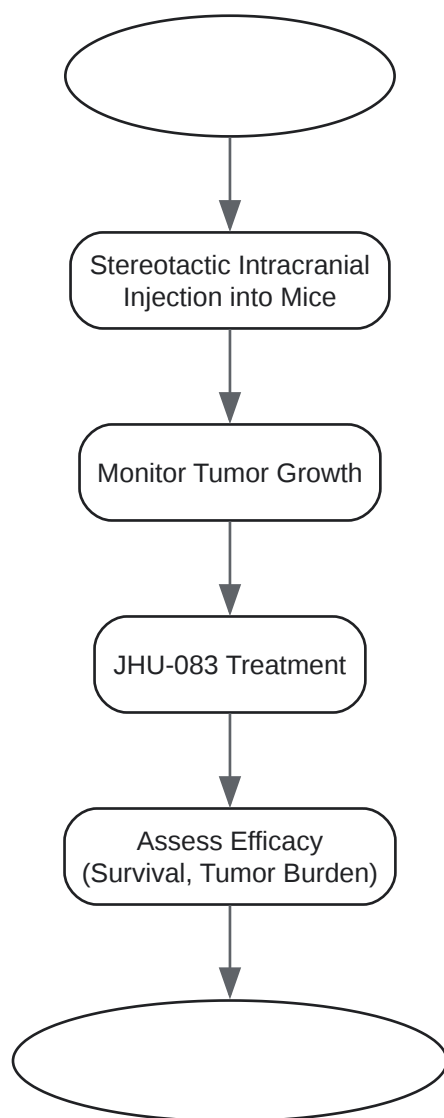 Stereotactic Intracranial
Injection into Mice
Monitor Tumor Growth
JHU-083 Treatment
Assess Efficacy
(Survival, Tumor Burden)